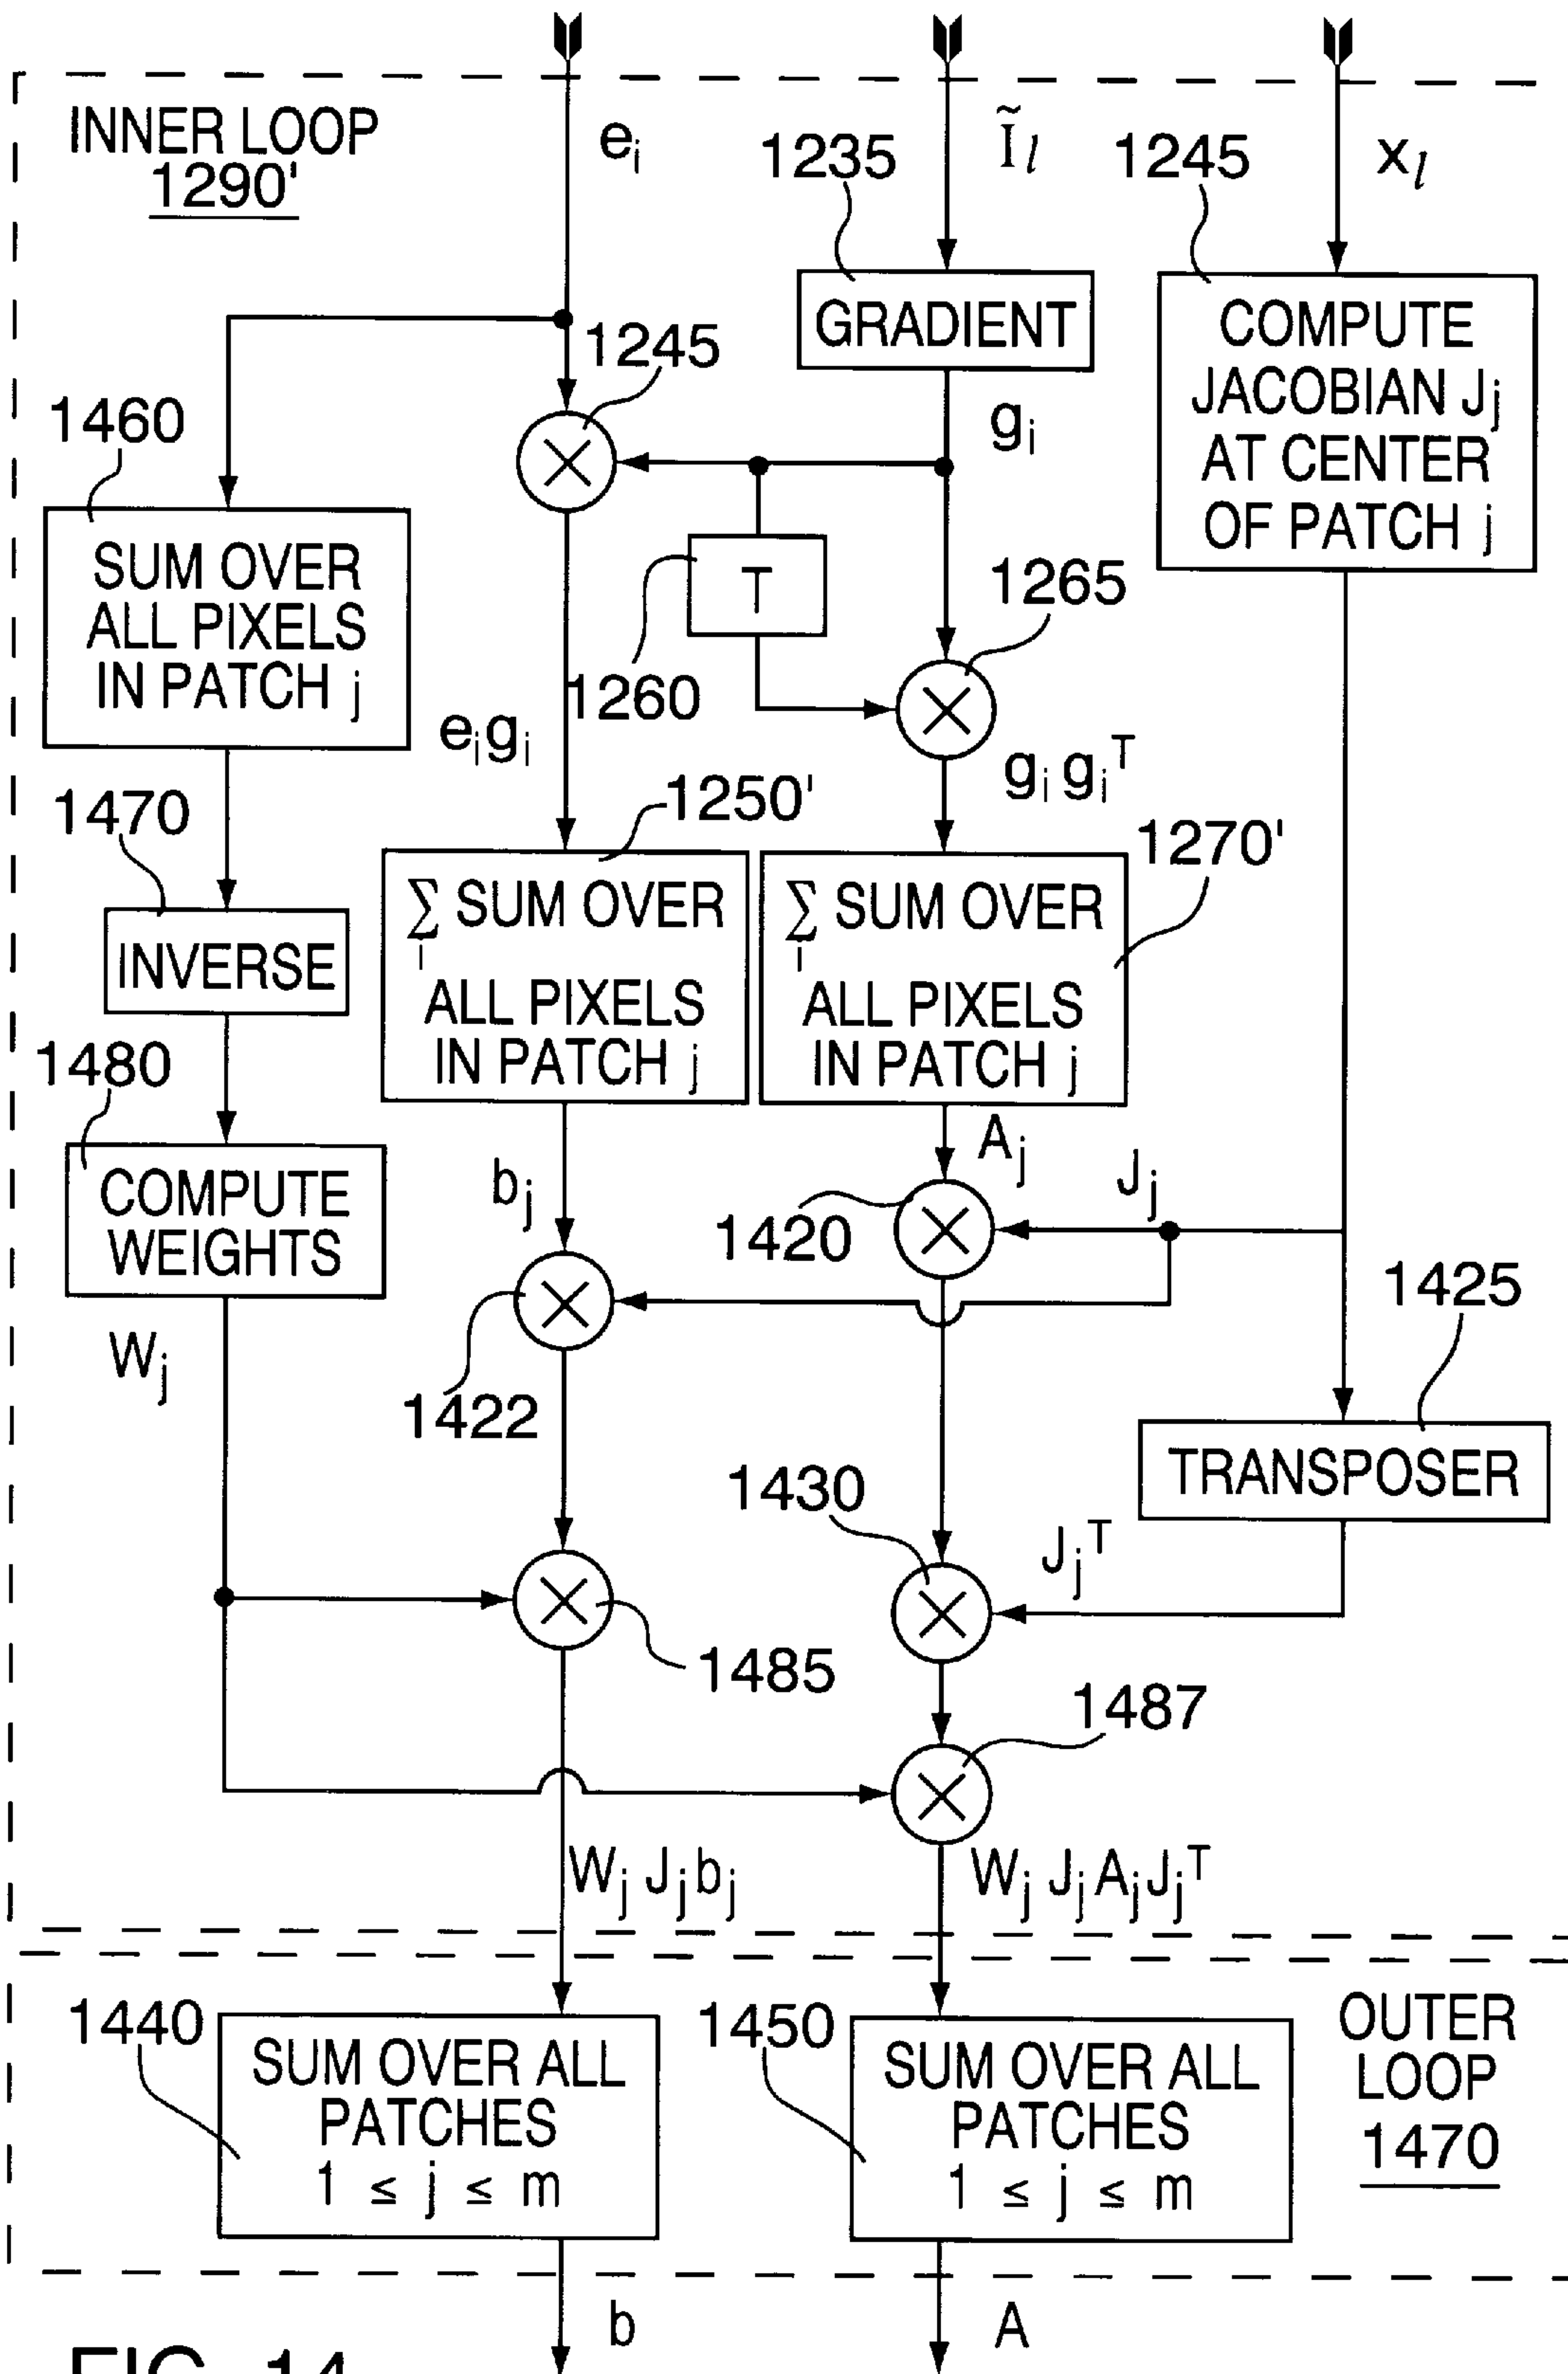 INNER LOOP
1290'
e_i
1235
Ĩ_l
1245
x_l
GRADIENT
COMPUTE
JACOBIAN J_j
AT CENTER
OF PATCH j
1245
g_i
1460
SUM OVER
ALL PIXELS
IN PATCH j
T
1260
1265
e_i g_i
g_i g_i^T
1470
1250'
1270'
INVERSE
∑_i SUM OVER
ALL PIXELS
IN PATCH j
∑_i SUM OVER
ALL PIXELS
IN PATCH j
1480
COMPUTE
WEIGHTS
b_j
A_j
J_j
1420
1425
W_j
1422
TRANSPOSER
1430
J_j^T
1485
1487
W_j J_j b_j
W_j J_j A_j J_j^T
1440
SUM OVER ALL
PATCHES
1 ≤ j ≤ m
1450
SUM OVER ALL
PATCHES
1 ≤ j ≤ m
OUTER
LOOP
1470
b
A
FIG. 14